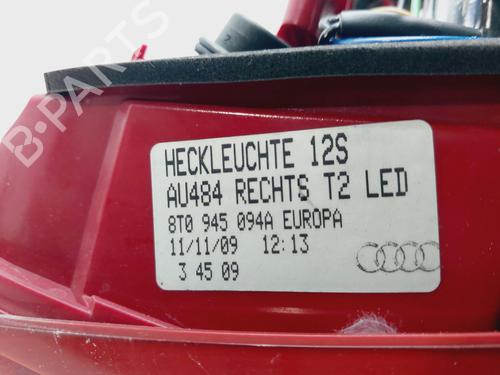 B-PARTS
HECKLEUCHTE 12S
AU484 RECHTS T2 LED
8T0 945 094A EUROPA
11/11/09 12:13
3 45 09